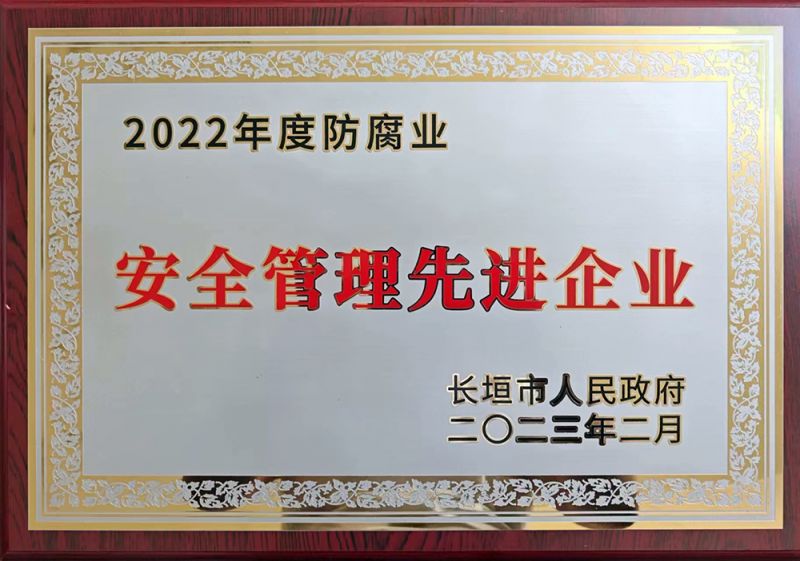 2022年度防腐业
安全管理先进企业
长垣市人民政府
二〇二三年二月